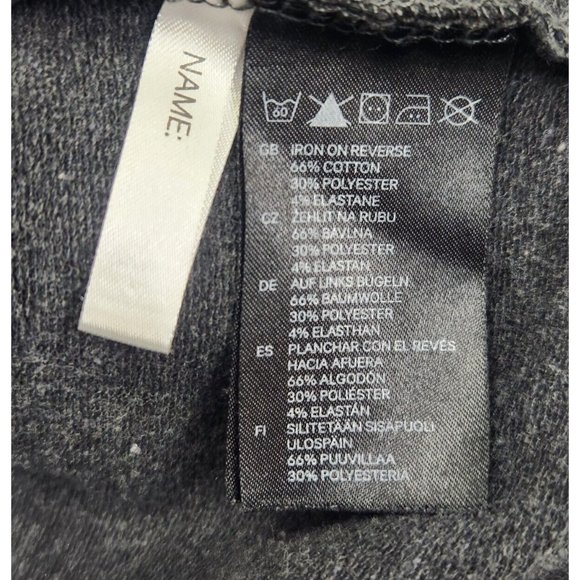 NAME:
60
GB IRON ON REVERSE
66% COTTON
30% POLYESTER
4% ELASTANE
CZ ŽEHLIT NA RUBU
66% BAVLNA
30% POLYESTER
4% ELASTAN
DE AUF LINKS BÜGELN
66% BAUMWOLLE
30% POLYESTER
4% ELASTHAN
ES PLANCHAR CON EL REVÉS
HACIA AFUERA
66% ALGODÓN
30% POLIÉSTER
4% ELASTÁN
FI SILITETÄÄN SISÄPUOLI
ULOSPÄIN
66% PUUVILLAA
30% POLYESTERIA